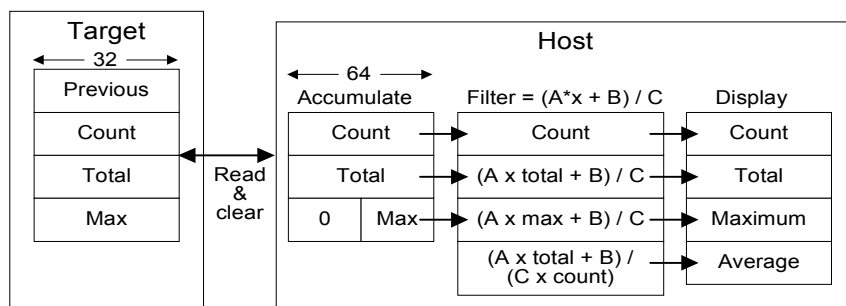 Target
32
Previous
Count
Total
Max
Read
&
clear
Host
64
Accumulate
Count
Total
0 Max
Filter = (A*x + B) / C
Count
(A x total + B) / C
(A x max + B) / C
(A x total + B) /
(C x count)
Display
Count
Total
Maximum
Average